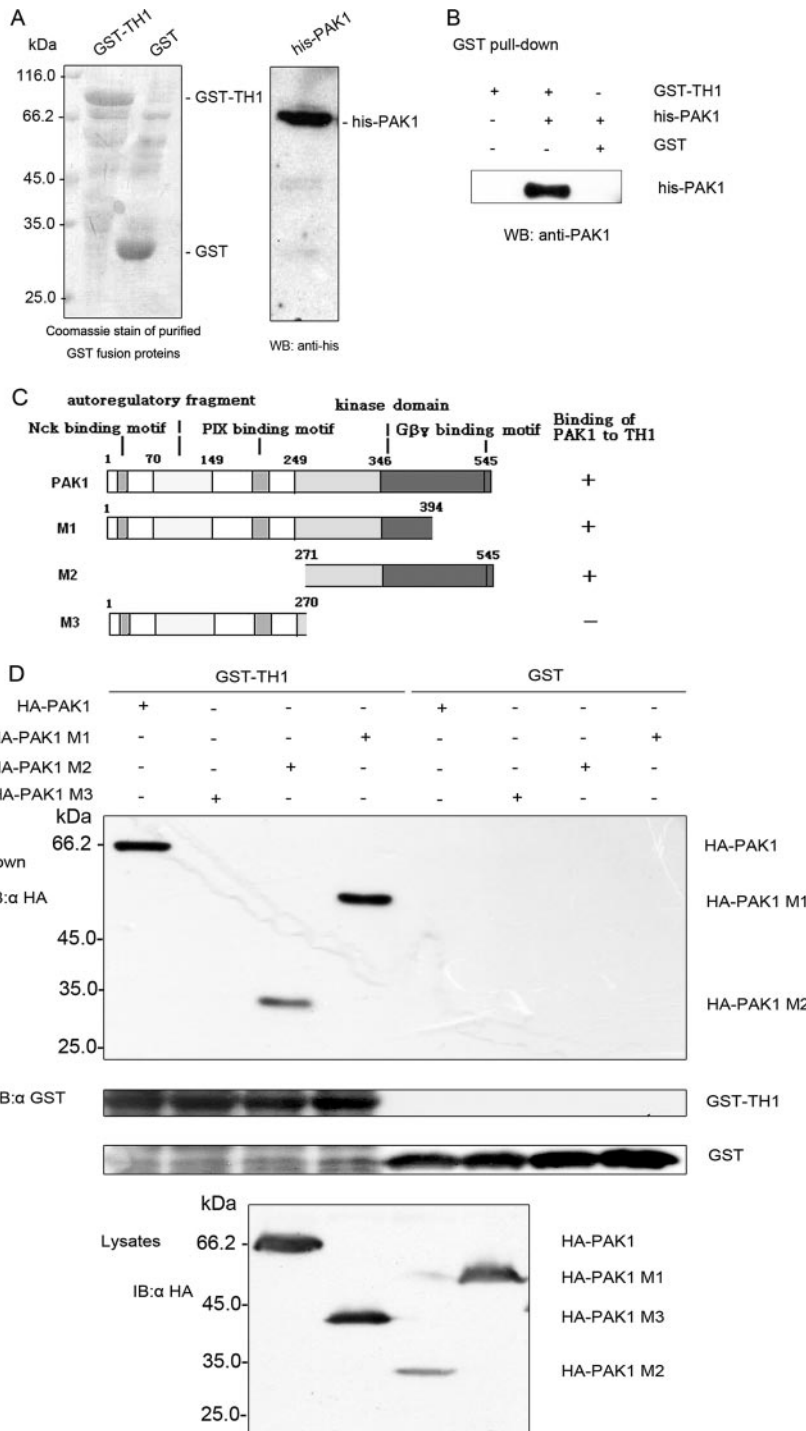 A
kDa
GST-TH1
GST
his-PAK1
116.0
66.2
45.0
35.0
25.0
- GST-TH1
- GST
- his-PAK1
Coomassie stain of purified
GST fusion proteins
WB: anti-his
B
GST pull-down
+ + - GST-TH1
- + + his-PAK1
- - + GST
his-PAK1
WB: anti-PAK1
C
autoregulatory fragment
kinase domain
Nck binding motif PIX binding motif Gβγ binding motif
Binding of
PAK1 to TH1
1 70 149 249 346 545
PAK1 +
1 394
M1 +
271 545
M2 +
1 270
M3 −
D
GST-TH1 GST
HA-PAK1 + - - - + - - -
HA-PAK1 M1 - - - + - - - +
HA-PAK1 M2 - - + - - - + -
HA-PAK1 M3 - + - - - + - -
kDa
66.2 -
45.0 -
35.0 -
25.0 -
own
B:α HA
HA-PAK1
HA-PAK1 M1
HA-PAK1 M2
B:α GST
GST-TH1
GST
kDa
Lysates
66.2 -
45.0 -
35.0 -
25.0 -
IB:α HA
HA-PAK1
HA-PAK1 M1
HA-PAK1 M3
HA-PAK1 M2